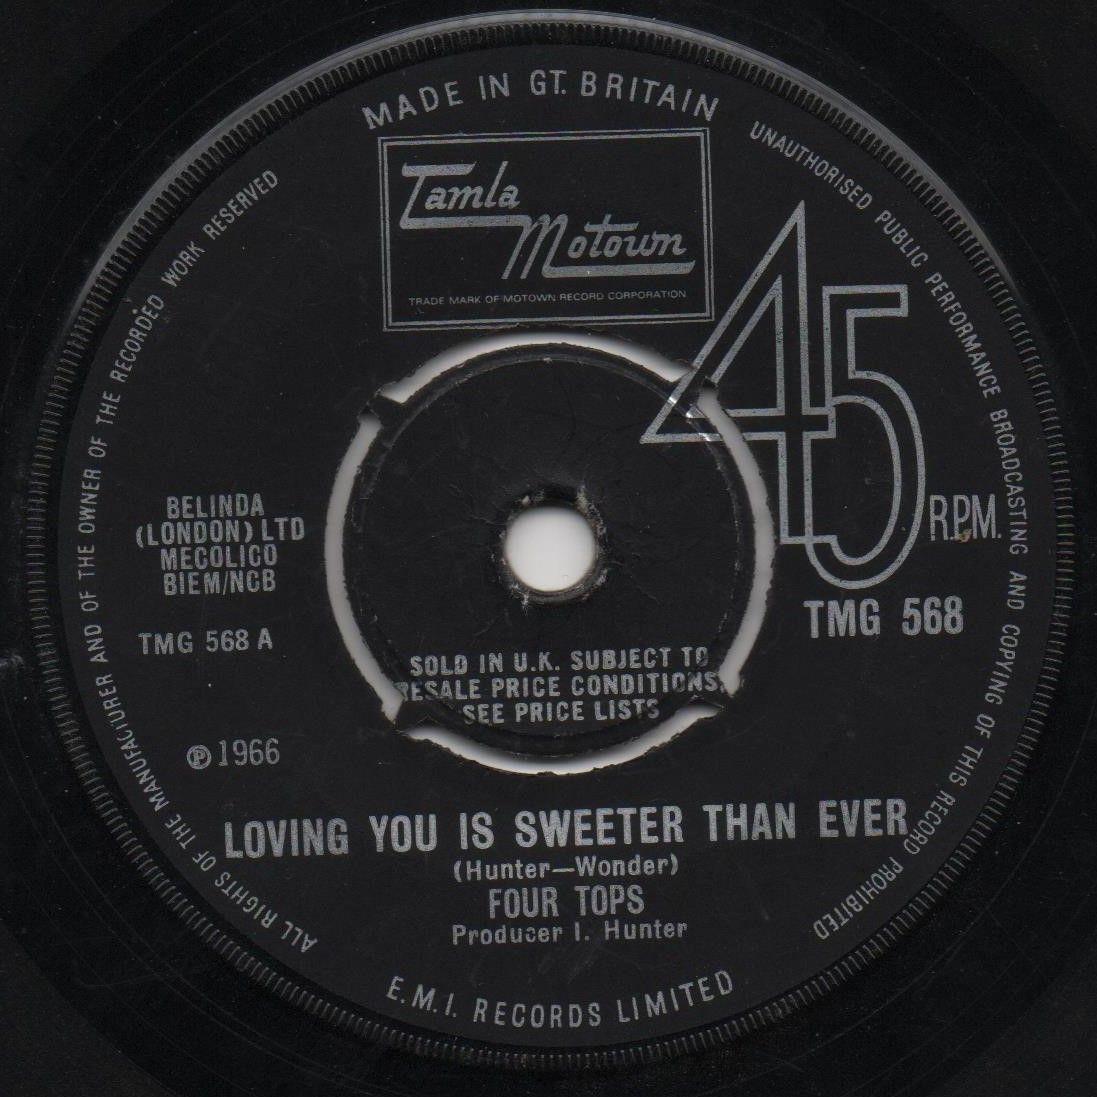 MADE IN GT. BRITAIN
UNAUTHORISED PUBLIC PERFORMANCE BROADCASTING AND COPYING OF THIS RECORD PROHIBITED
ALL RIGHTS OF THE MANUFACTURER AND OF THE OWNER OF THE RECORDED WORK RESERVED
Tamla
Motown
TRADE MARK OF MOTOWN RECORD CORPORATION
45
R.P.M.
BELINDA
(LONDON) LTD
MECOLICO
BIEM/NCB
TMG 568
TMG 568 A
SOLD IN U.K. SUBJECT TO
RESALE PRICE CONDITIONS,
SEE PRICE LISTS
℗ 1966
LOVING YOU IS SWEETER THAN EVER
(Hunter—Wonder)
FOUR TOPS
Producer I. Hunter
E.M.I. RECORDS LIMITED